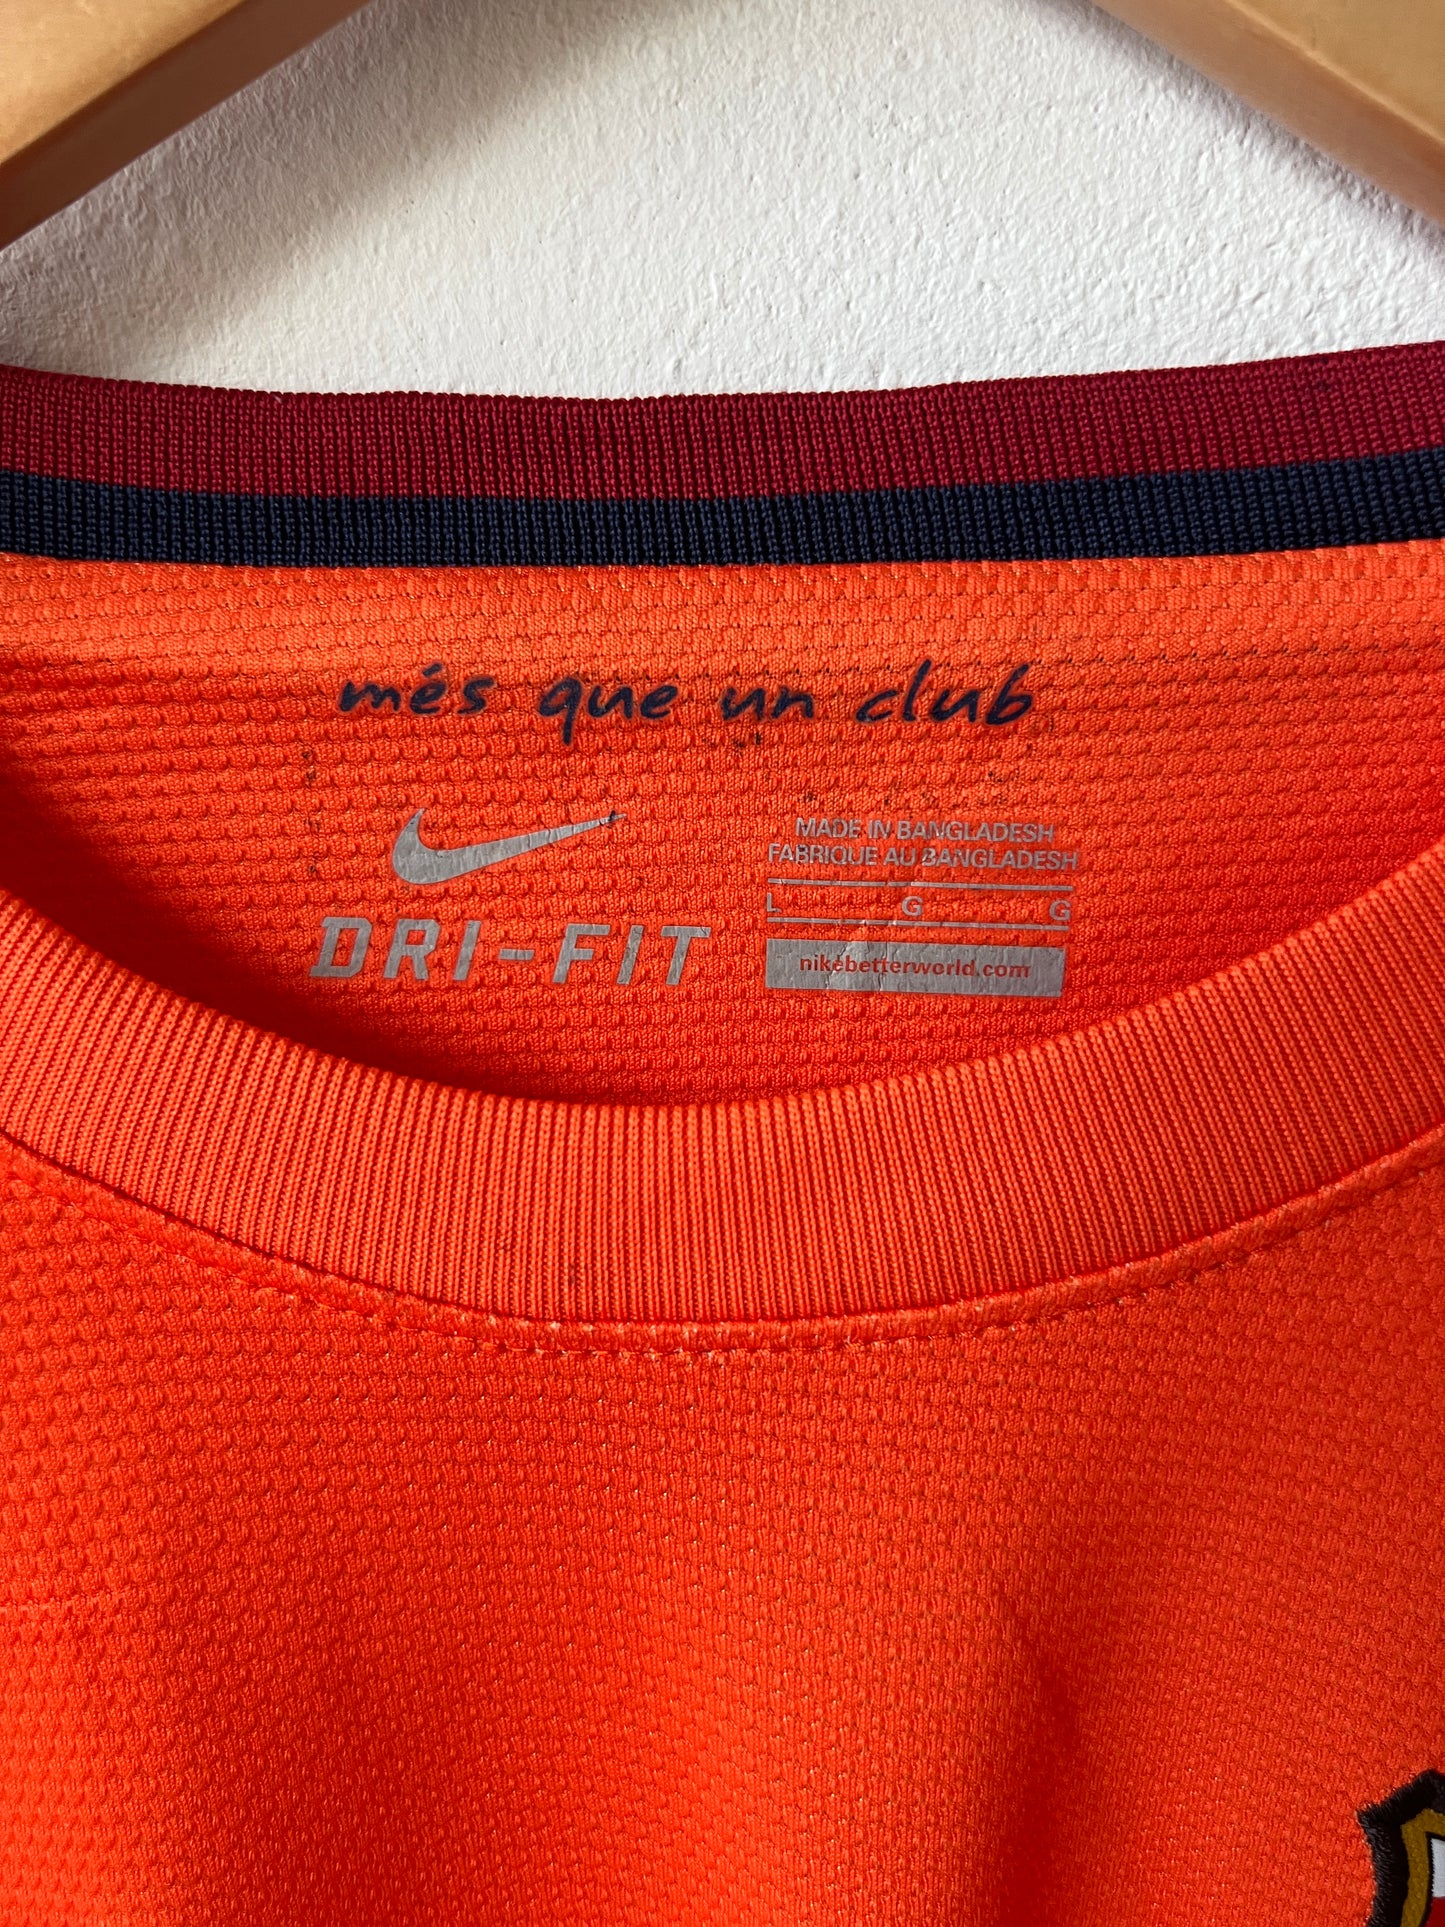 més que un club
DRI-FIT
MADE IN BANGLADESH
FABRIQUE AU BANGLADESH
L G G
nikebetterworld.com